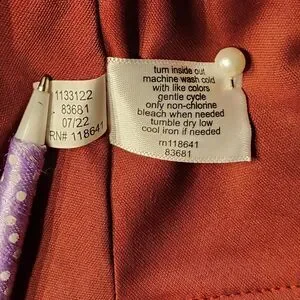 1133122
83681
07/22
RN# 118641
turn inside out
machine wash cold
with like colors
gentle cycle
only non-chlorine
bleach when needed
tumble dry low
cool iron if needed
rn118641
83681